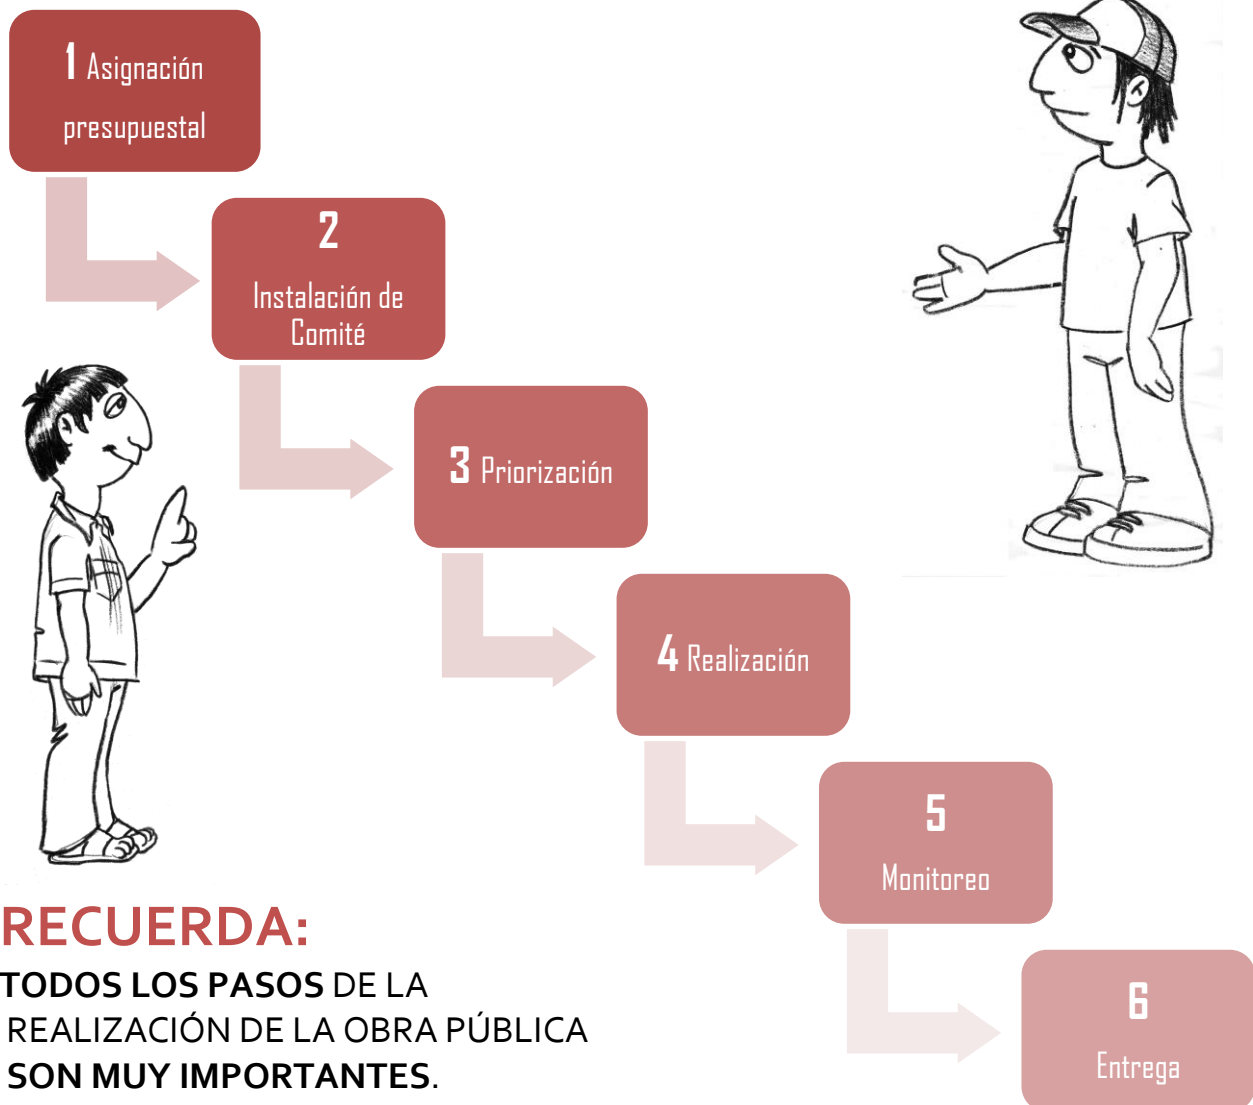 1 Asignación
presupuestal
2
Instalación de
Comité
3 Priorización
4 Realización
5
Monitoreo
6
Entrega
RECUERDA:
TODOS LOS PASOS DE LA
REALIZACIÓN DE LA OBRA PÚBLICA
SON MUY IMPORTANTES.